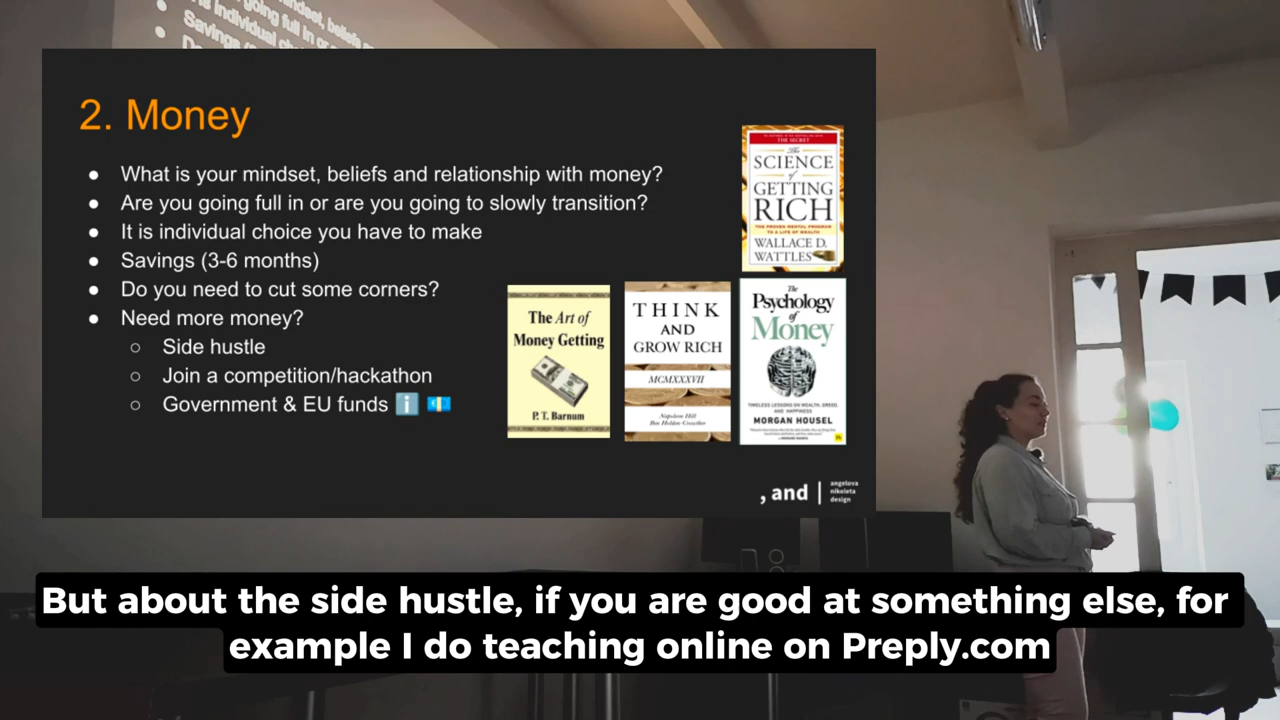 2. Money
● What is your mindset, beliefs and relationship with money?
● Are you going full in or are you going to slowly transition?
● It is individual choice you have to make
● Savings (3-6 months)
● Do you need to cut some corners?
● Need more money?
○ Side hustle
○ Join a competition/hackathon
○ Government & EU funds ℹ️ 💶
THE SECRET
The
SCIENCE
of
GETTING
RICH
THE PROVEN MENTAL PROGRAM
TO A LIFE OF WEALTH
WALLACE D.
WATTLES
The Art of
Money Getting
P. T. Barnum
THINK
AND
GROW RICH
MCMXXXVII
Napoleon Hill
Ben Holden-Crowther
The
Psychology
of
Money
TIMELESS LESSONS ON WEALTH, GREED,
AND HAPPINESS
MORGAN HOUSEL
, and
angelova
nikoleta
design
But about the side hustle, if you are good at something else, for
example I do teaching online on Preply.com